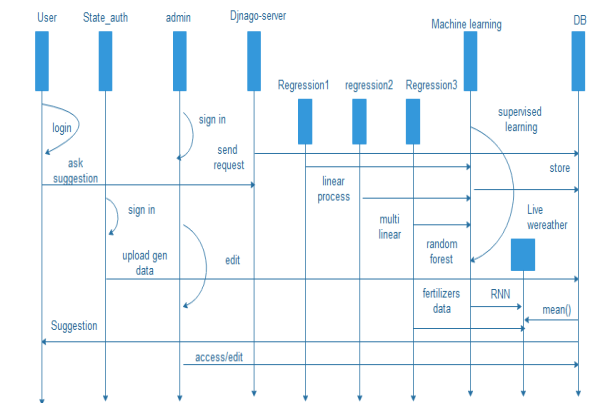 User
State_auth
admin
Djnago-server
Machine learning
DB
Regression1
regression2
Regression3
login
sign in
supervised
learning
send
request
ask
suggestion
store
linear
process
sign in
multi
linear
Live
wereather
upload gen
data
edit
random
forest
fertilizers
data
RNN
mean()
Suggestion
access/edit